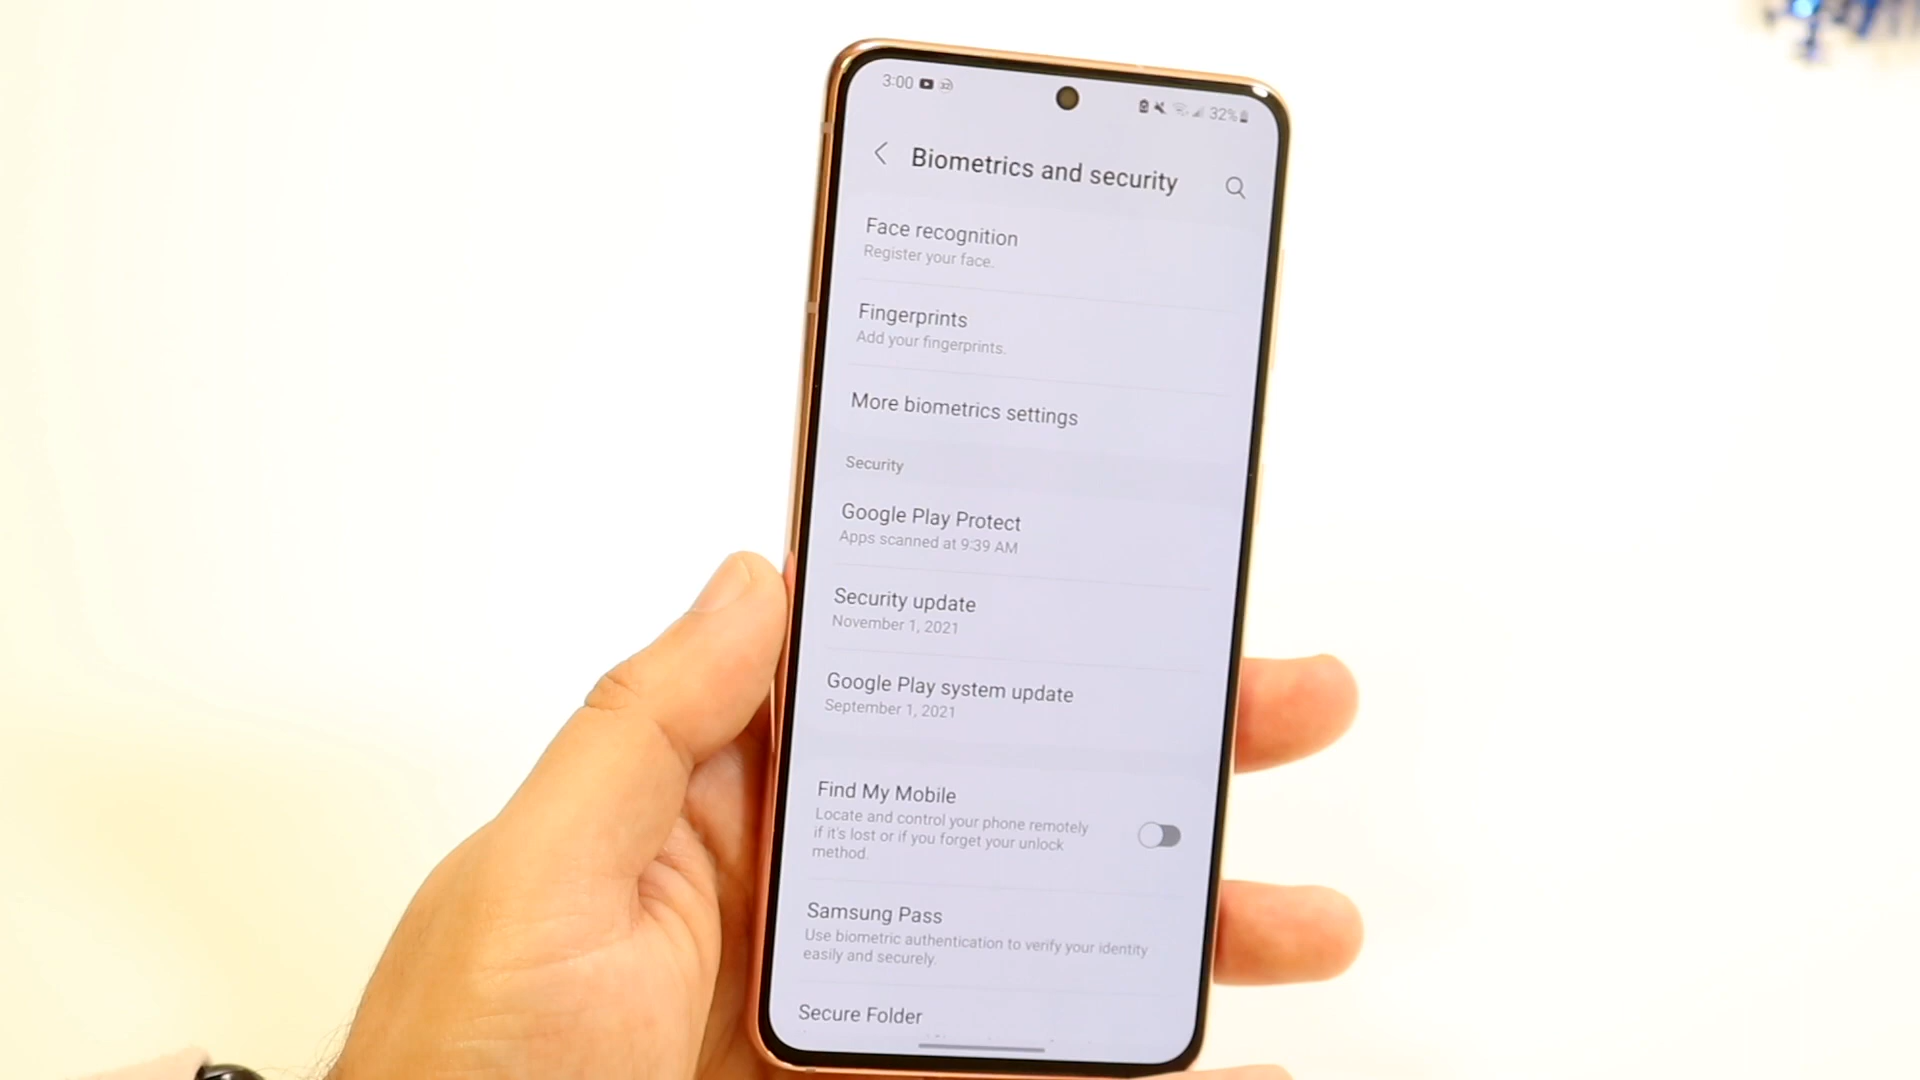 3:00
32%
Biometrics and security
Face recognition
Register your face.
Fingerprints
Add your fingerprints.
More biometrics settings
Security
Google Play Protect
Apps scanned at 9:39 AM
Security update
November 1, 2021
Google Play system update
September 1, 2021
Find My Mobile
Locate and control your phone remotely
if it's lost or if you forget your unlock
method.
Samsung Pass
Use biometric authentication to verify your identity
easily and securely.
Secure Folder